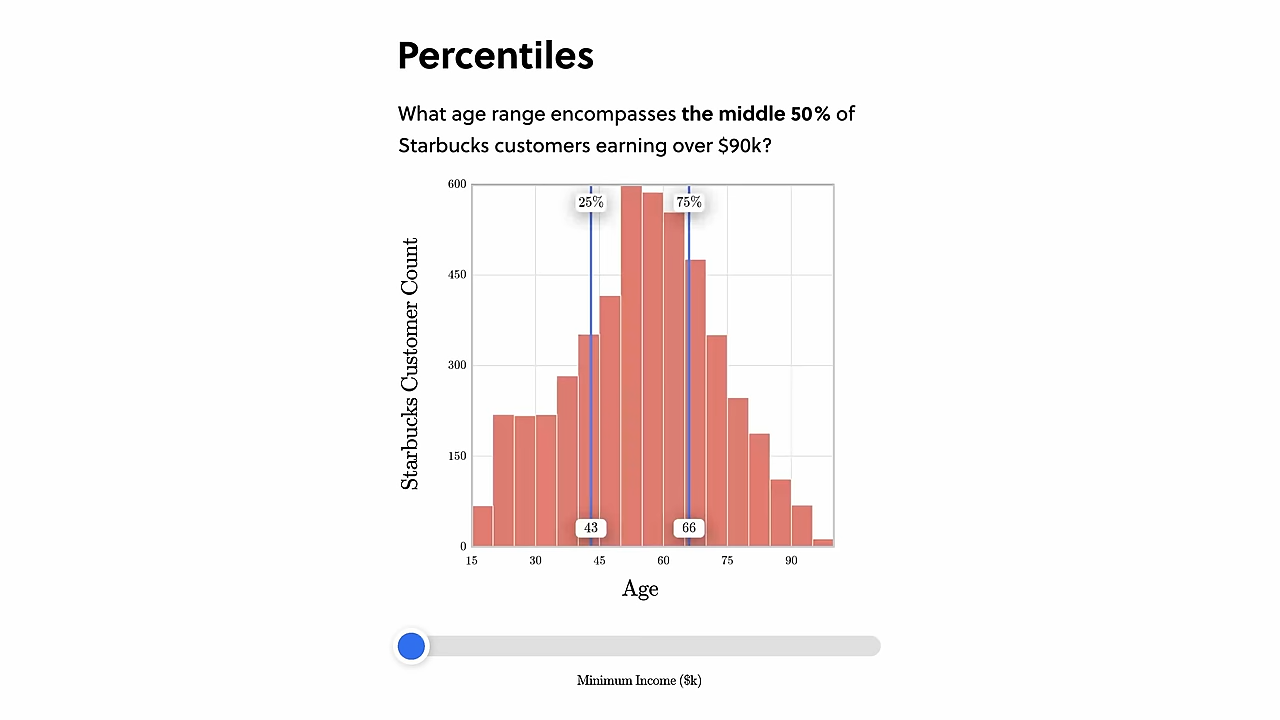 Percentiles
What age range encompasses the middle 50% of
Starbucks customers earning over $90k?
600
25%
75%
450
Starbucks Customer Count
300
150
43
66
0
15
30
45
60
75
90
Age
Minimum Income ($k)